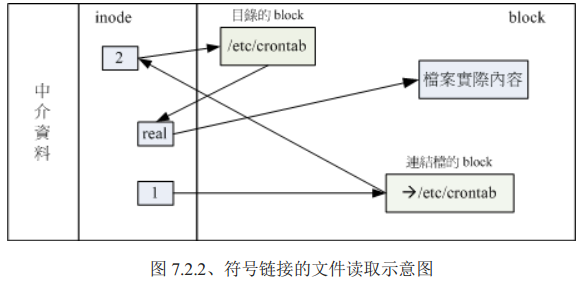 inode
目錄的 block
block
2
/etc/crontab
中介資料
檔案實際內容
real
連結檔的 block
1
→/etc/crontab
图 7.2.2、符号链接的文件读取示意图